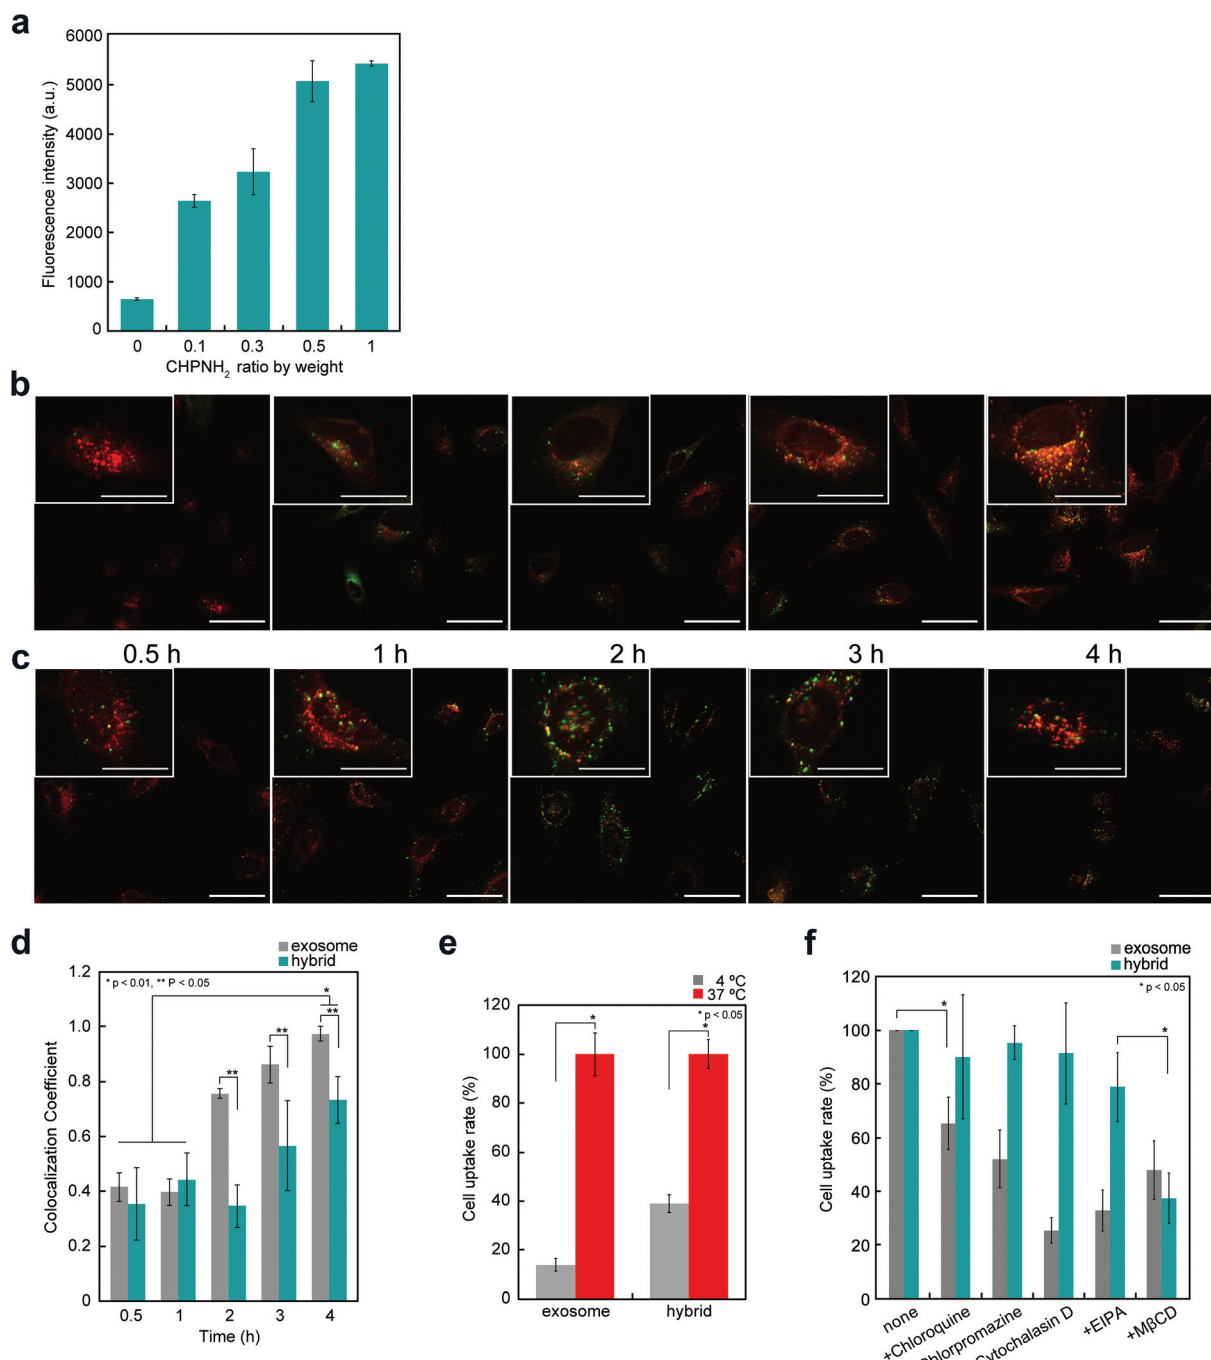 a
6000
5000
4000
3000
2000
1000
0
Fluorescence intensity (a.u.)
0 0.1 0.3 0.5 1
CHPNH2 ratio by weight
b
c
0.5 h 1 h 2 h 3 h 4 h
d
exosome
hybrid
* p < 0.01, ** P < 0.05
1.2
1.0
0.8
0.6
0.4
0.2
0
Colocalization Coefficient
*
**
**
**
0.5 1 2 3 4
Time (h)
e
4 ºC
37 ºC
* p < 0.05
120
100
80
60
40
20
0
Cell uptake rate (%)
*
*
exosome hybrid
f
exosome
hybrid
* p < 0.05
120
100
80
60
40
20
0
Cell uptake rate (%)
*
*
none
+Chloroquine
Chlorpromazine
Cytochalasin D
+EIPA
+MβCD